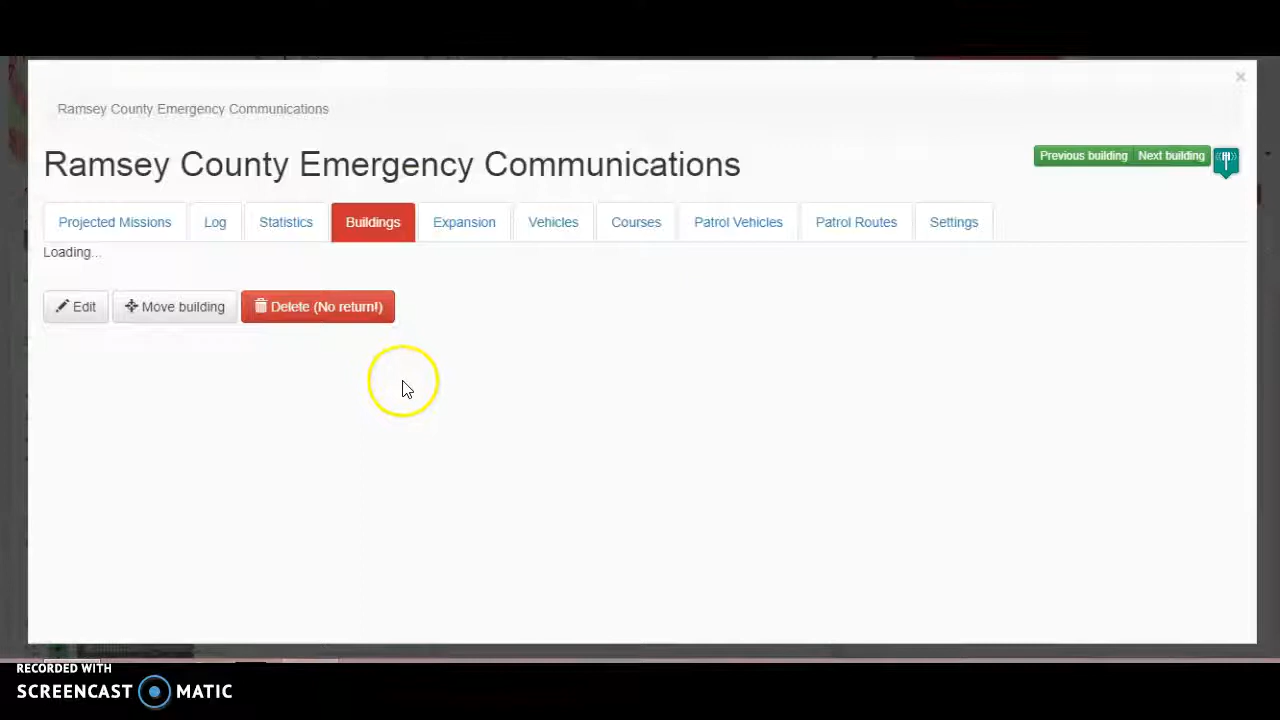 Ramsey County Emergency Communications
×
Ramsey County Emergency Communications
Previous building Next building
Projected Missions Log Statistics Buildings Expansion Vehicles Courses Patrol Vehicles Patrol Routes Settings
Loading...
Edit Move building Delete (No return!)
RECORDED WITH
SCREENCAST MATIC